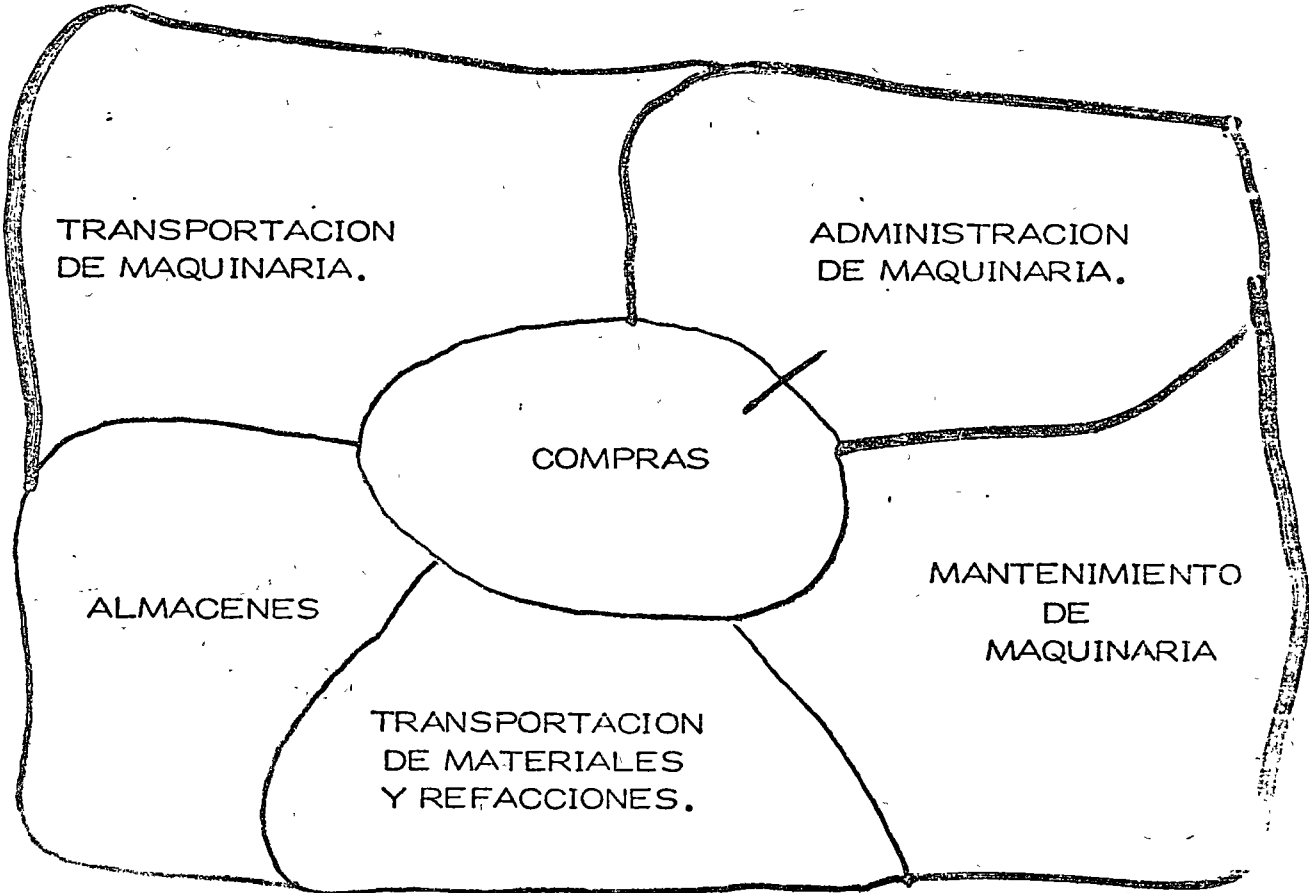 TRANSPORTACION
DE MAQUINARIA.
ADMINISTRACION
DE MAQUINARIA.
COMPRAS
ALMACENES
MANTENIMIENTO
DE
MAQUINARIA
TRANSPORTACION
DE MATERIALES
Y REFACCIONES.